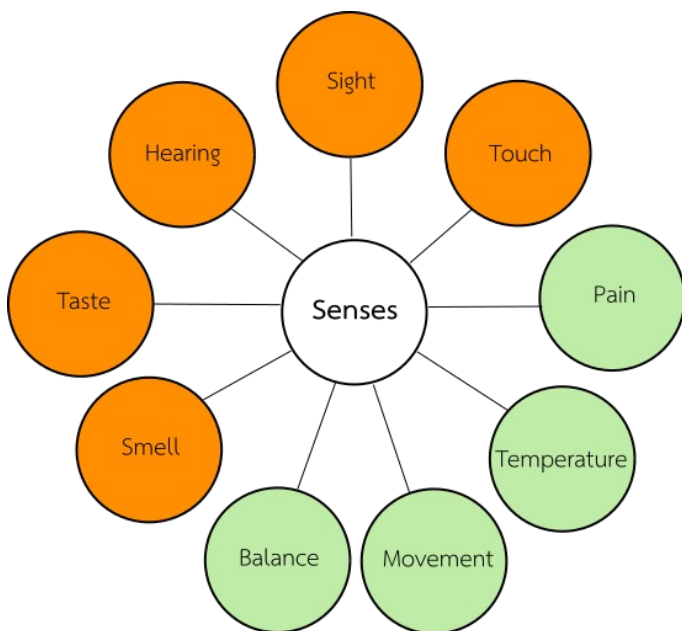 Sight
Hearing
Touch
Taste
Senses
Pain
Smell
Temperature
Balance
Movement